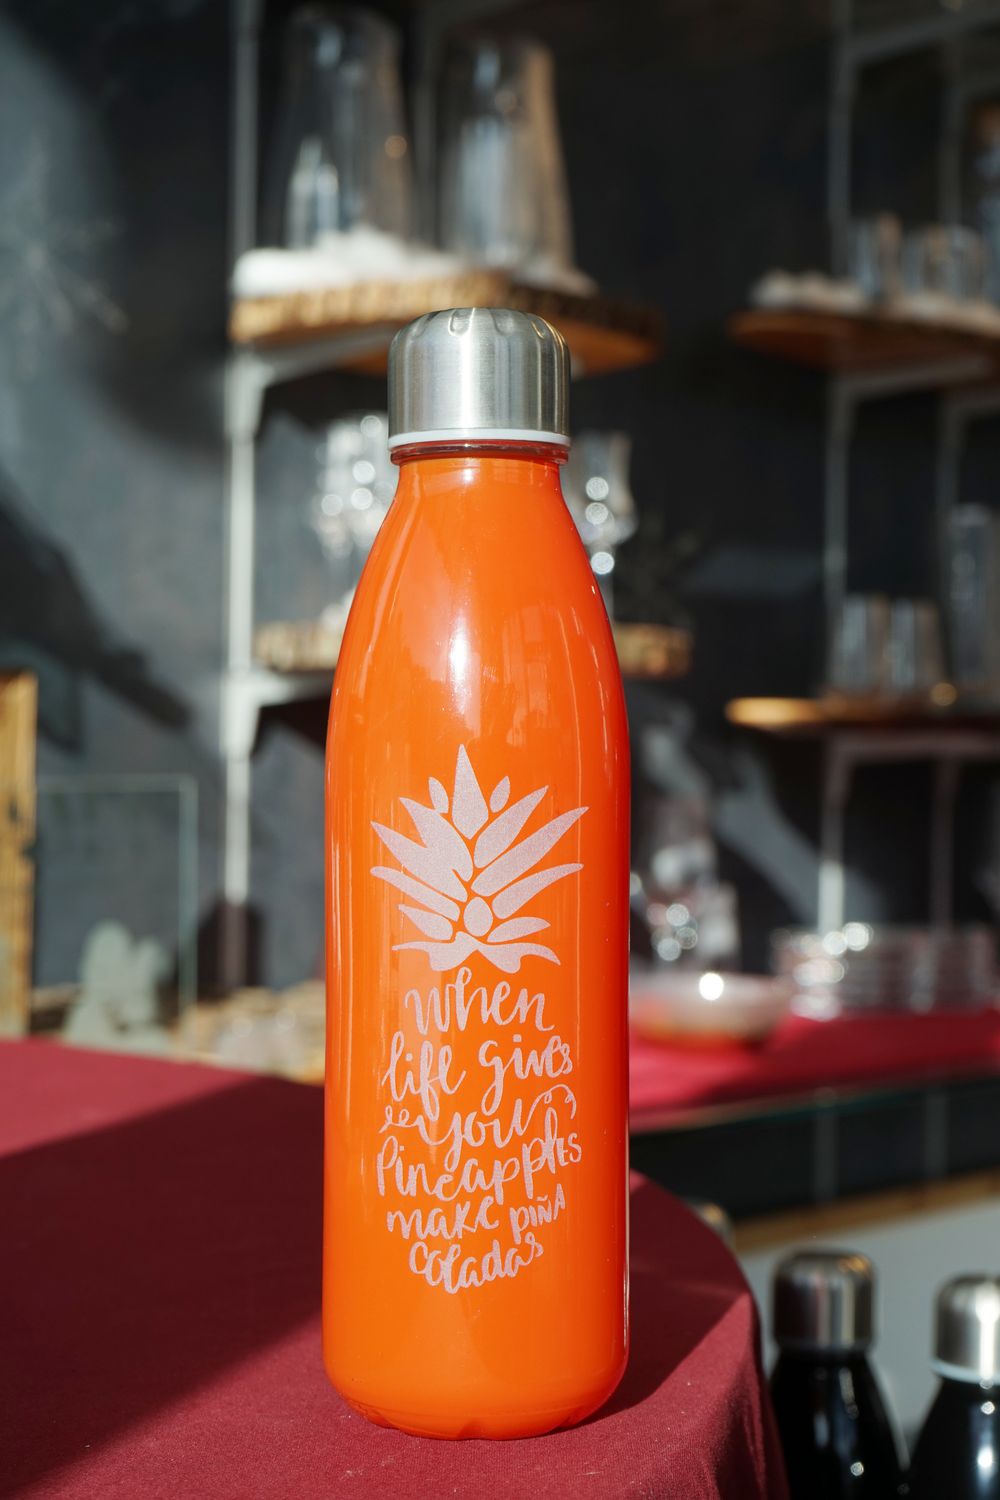 When
life gives
you
Pineapples
make PIÑA
coladas